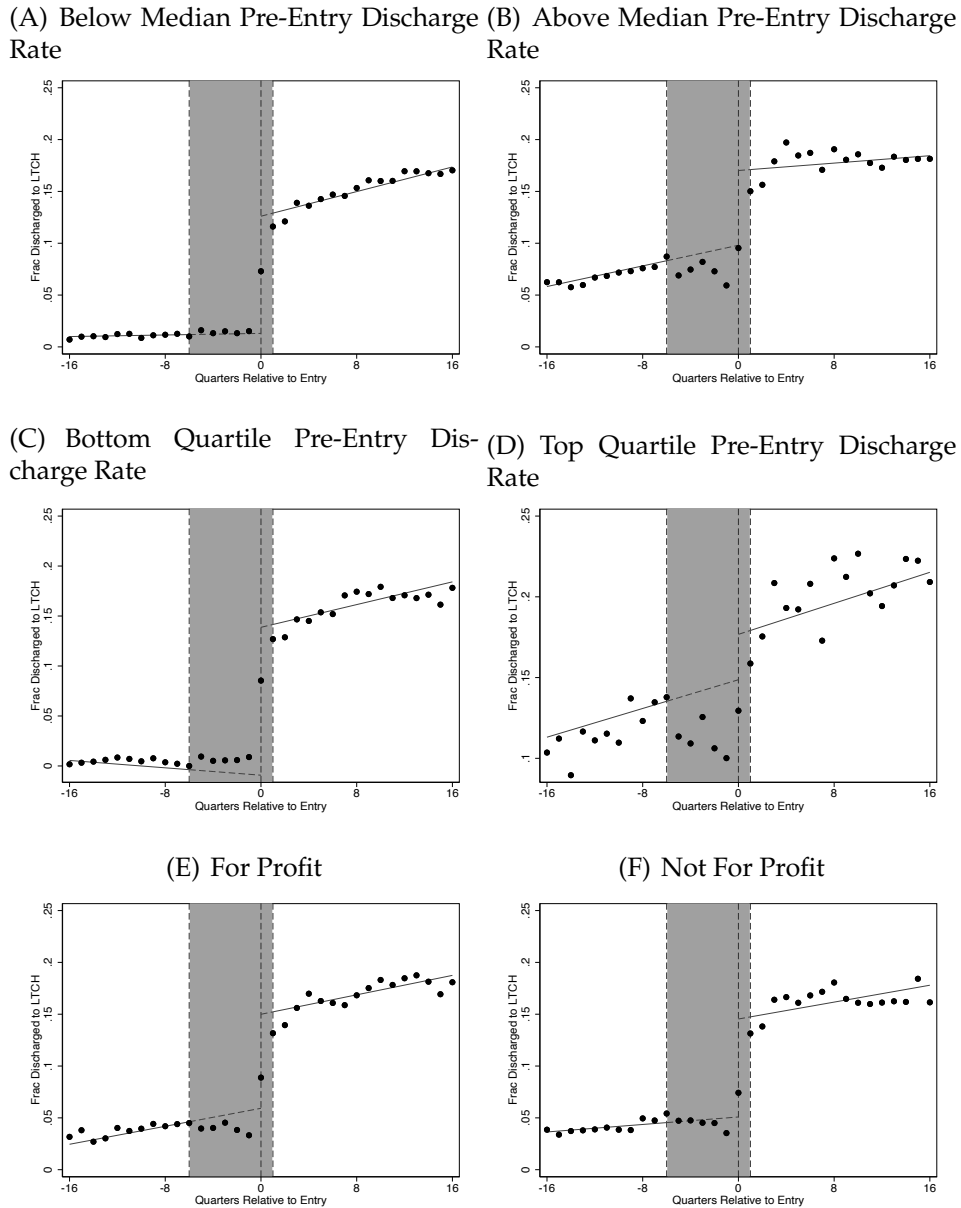 (A) Below Median Pre-Entry Discharge
Rate
(B) Above Median Pre-Entry Discharge
Rate
.25
.2
.15
.1
.05
0
Frac Discharged to LTCH
-16 -8 0 8 16
Quarters Relative to Entry
.25
.2
.15
.1
.05
0
Frac Discharged to LTCH
-16 -8 0 8 16
Quarters Relative to Entry
(C) Bottom Quartile Pre-Entry Dis-
charge Rate
(D) Top Quartile Pre-Entry Discharge
Rate
.25
.2
.15
.1
.05
0
Frac Discharged to LTCH
-16 -8 0 8 16
Quarters Relative to Entry
.25
.2
.15
.1
Frac Discharged to LTCH
-16 -8 0 8 16
Quarters Relative to Entry
(E) For Profit
(F) Not For Profit
.25
.2
.15
.1
.05
0
Frac Discharged to LTCH
-16 -8 0 8 16
Quarters Relative to Entry
.25
.2
.15
.1
.05
0
Frac Discharged to LTCH
-16 -8 0 8 16
Quarters Relative to Entry